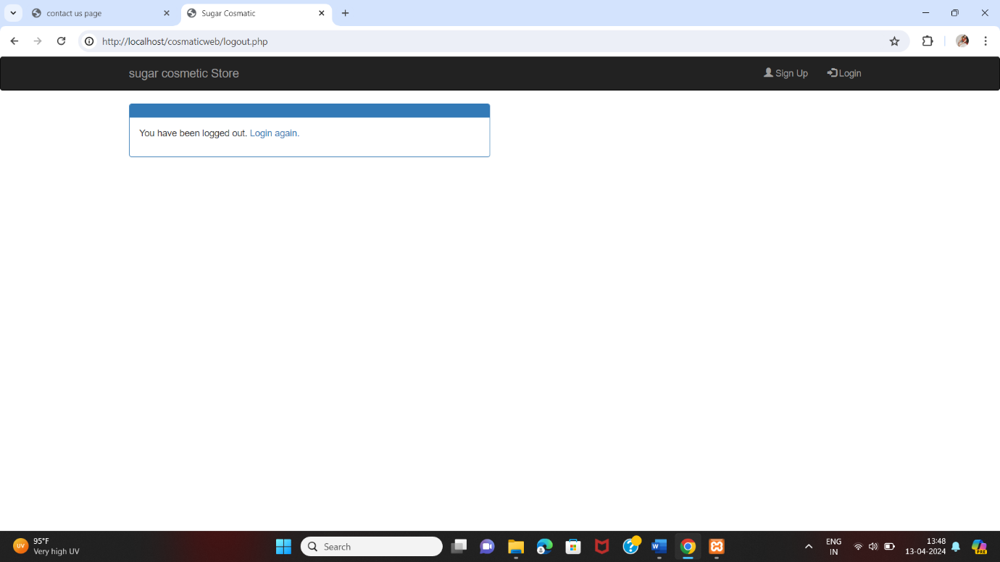 contact us page
Sugar Cosmatic
http://localhost/cosmaticweb/logout.php
sugar cosmetic Store
Sign Up
Login
You have been logged out. Login again.
UV
95°F
Very high UV
Search
W
PRE
ENG
IN
13:48
13-04-2024